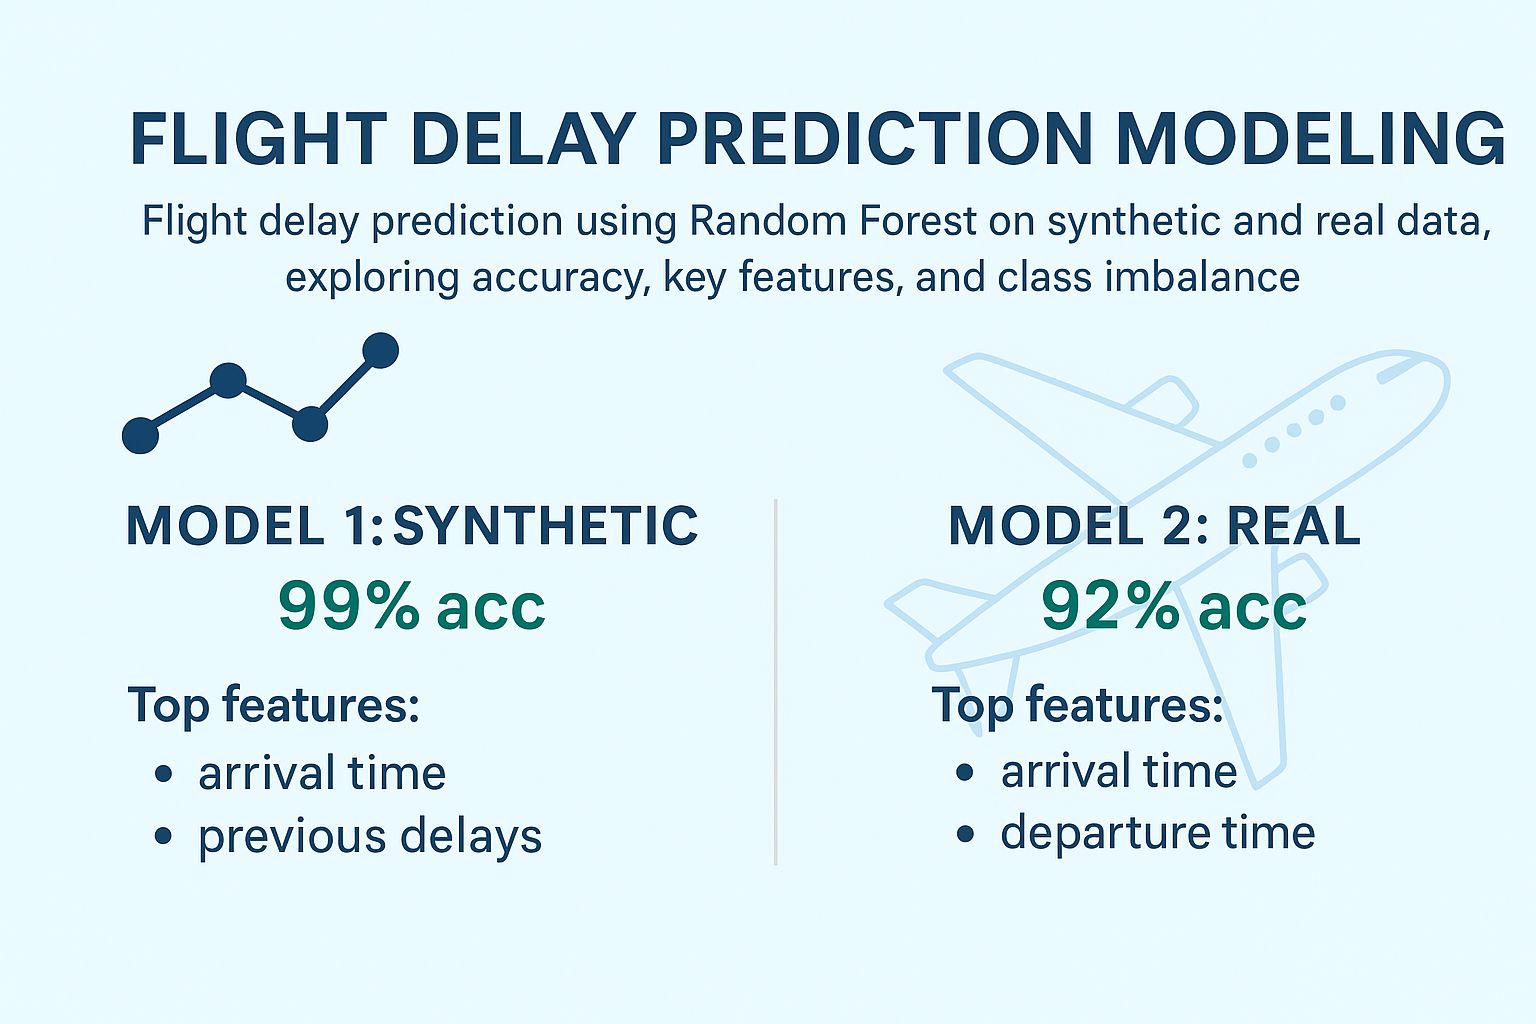 FLIGHT DELAY PREDICTION MODELING
Flight delay prediction using Random Forest on synthetic and real data,
exploring accuracy, key features, and class imbalance
MODEL 1: SYNTHETIC
99% acc
Top features:
• arrival time
• previous delays
MODEL 2: REAL
92% acc
Top features:
• arrival time
• departure time